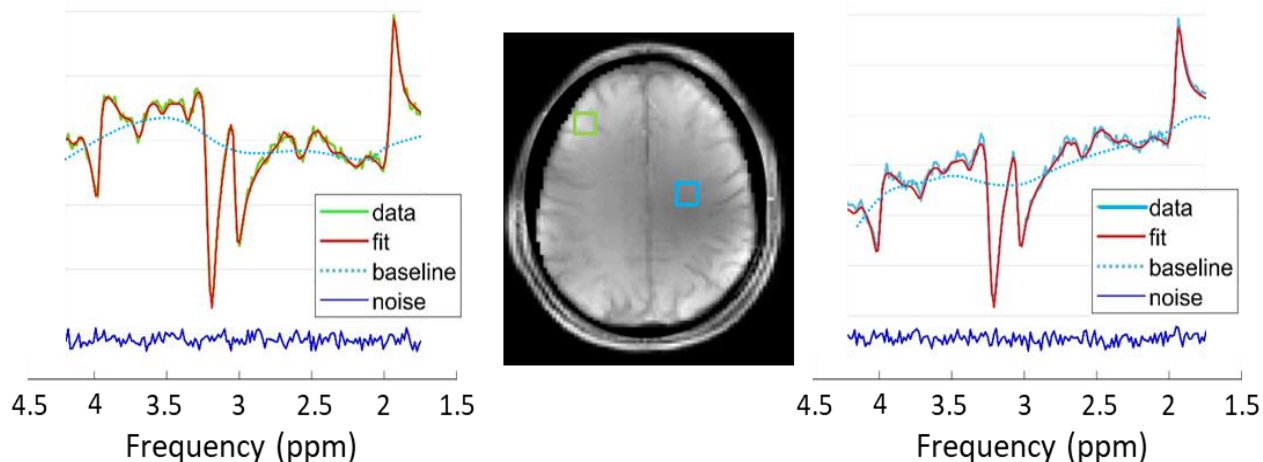 data
fit
baseline
noise
4.5 4 3.5 3 2.5 2 1.5
Frequency (ppm)
data
fit
baseline
noise
4.5 4 3.5 3 2.5 2 1.5
Frequency (ppm)